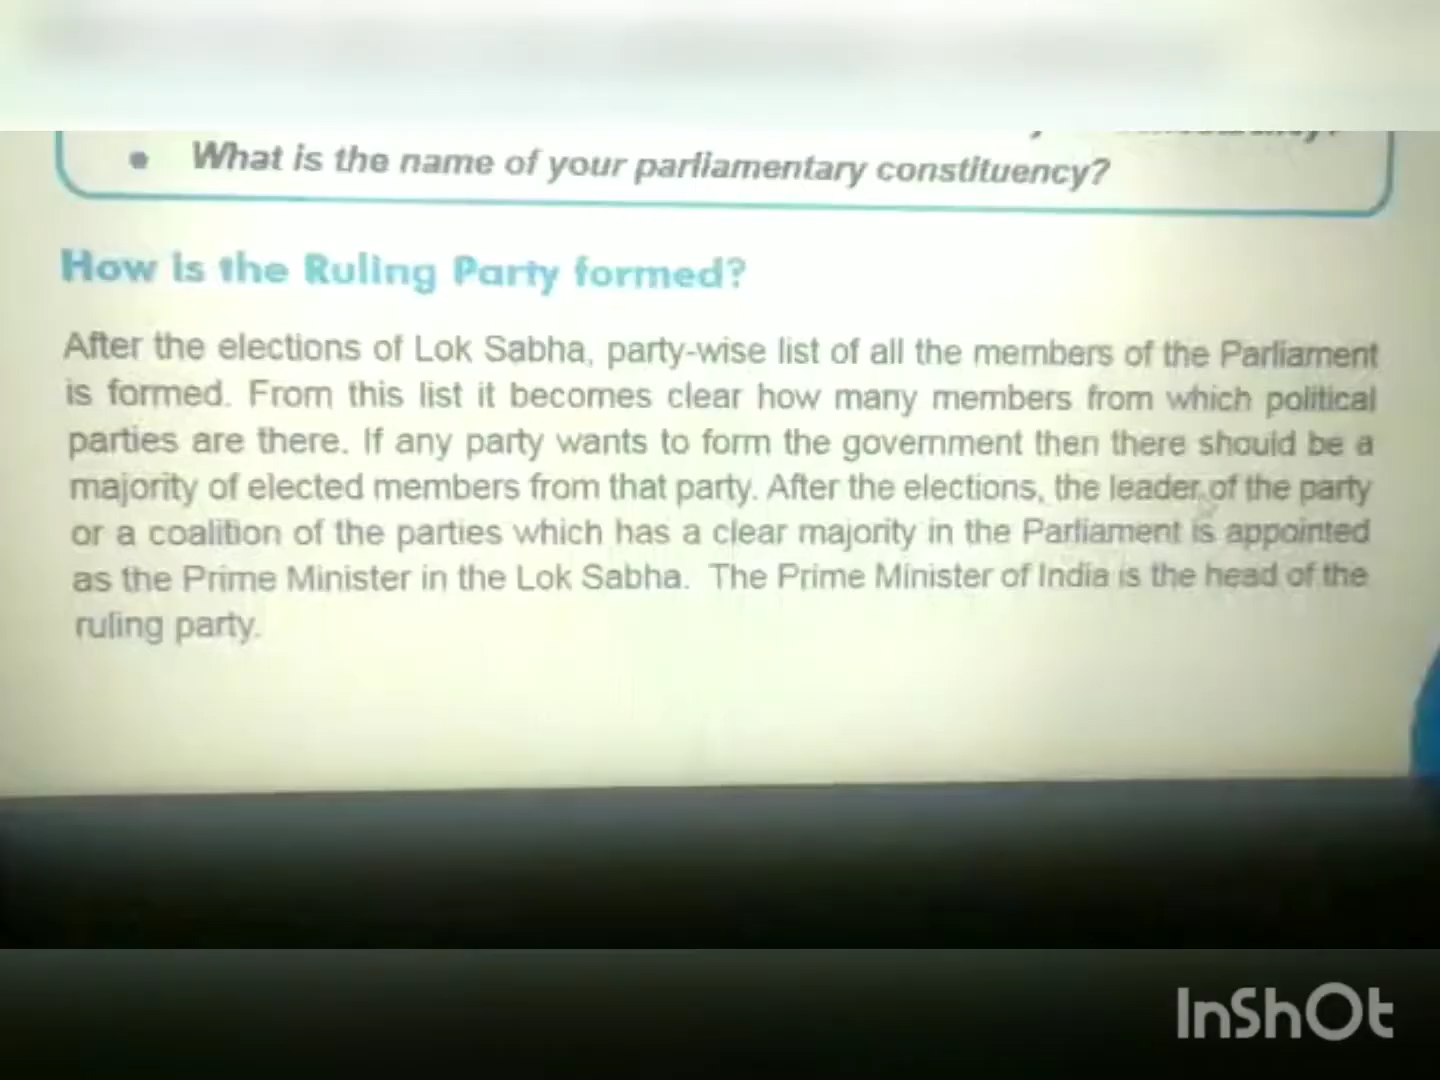 • What is the name of your parliamentary constituency?
How is the Ruling Party formed?
After the elections of Lok Sabha, party-wise list of all the members of the Parliament
is formed. From this list it becomes clear how many members from which political
parties are there. If any party wants to form the government then there should be a
majority of elected members from that party. After the elections, the leader of the party
or a coalition of the parties which has a clear majority in the Parliament is appointed
as the Prime Minister in the Lok Sabha. The Prime Minister of India is the head of the
ruling party.
InShOt